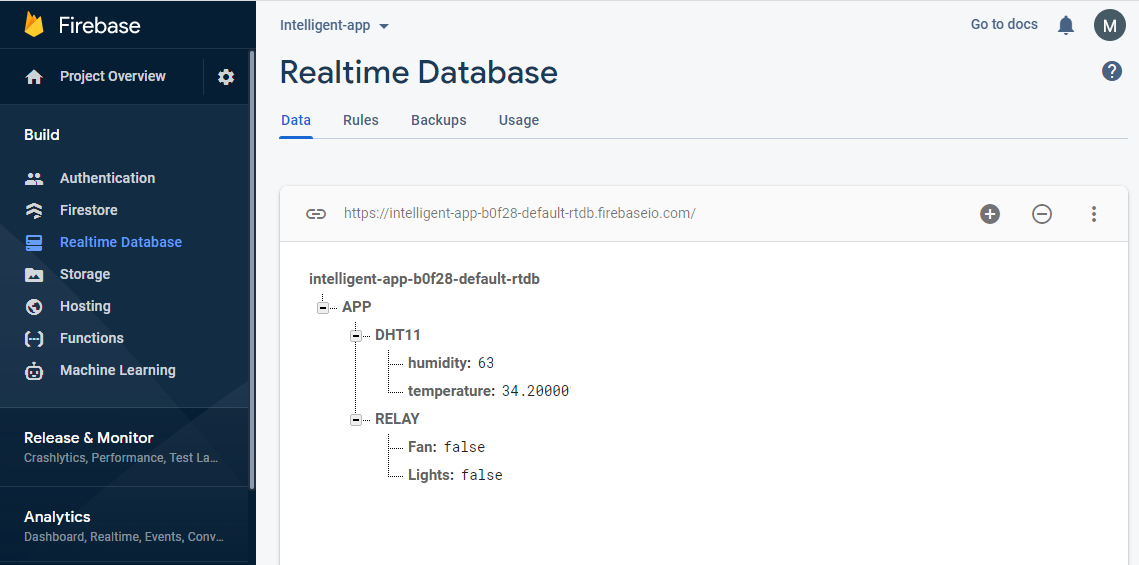 Firebase
Project Overview
Build
Authentication
Firestore
Realtime Database
Storage
Hosting
Functions
Machine Learning
Release & Monitor
Crashlytics, Performance, Test La...
Analytics
Dashboard, Realtime, Events, Conv...
Intelligent-app
Go to docs
M
Realtime Database
?
Data Rules Backups Usage
https://intelligent-app-b0f28-default-rtdb.firebaseio.com/
intelligent-app-b0f28-default-rtdb
APP
DHT11
humidity: 63
temperature: 34.20000
RELAY
Fan: false
Lights: false